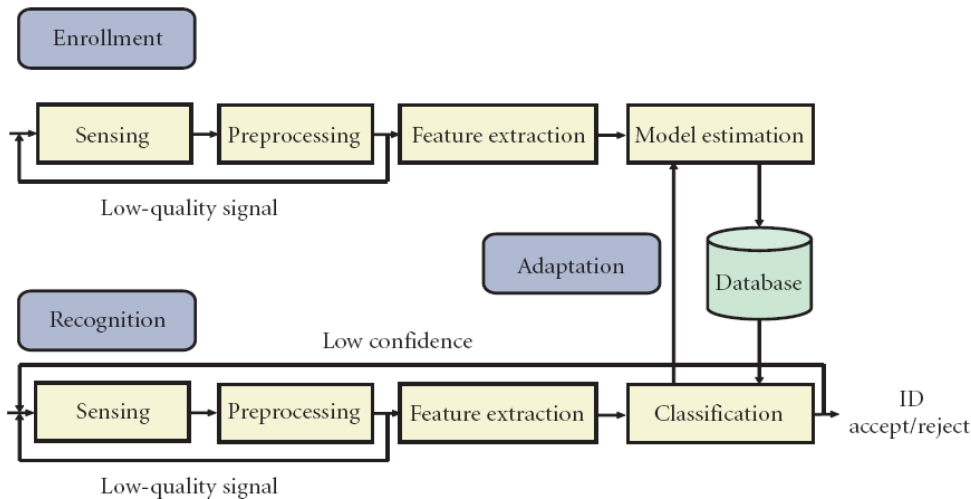 Enrollment
Sensing
Preprocessing
Feature extraction
Model estimation
Low-quality signal
Adaptation
Database
Recognition
Low confidence
Sensing
Preprocessing
Feature extraction
Classification
ID
accept/reject
Low-quality signal